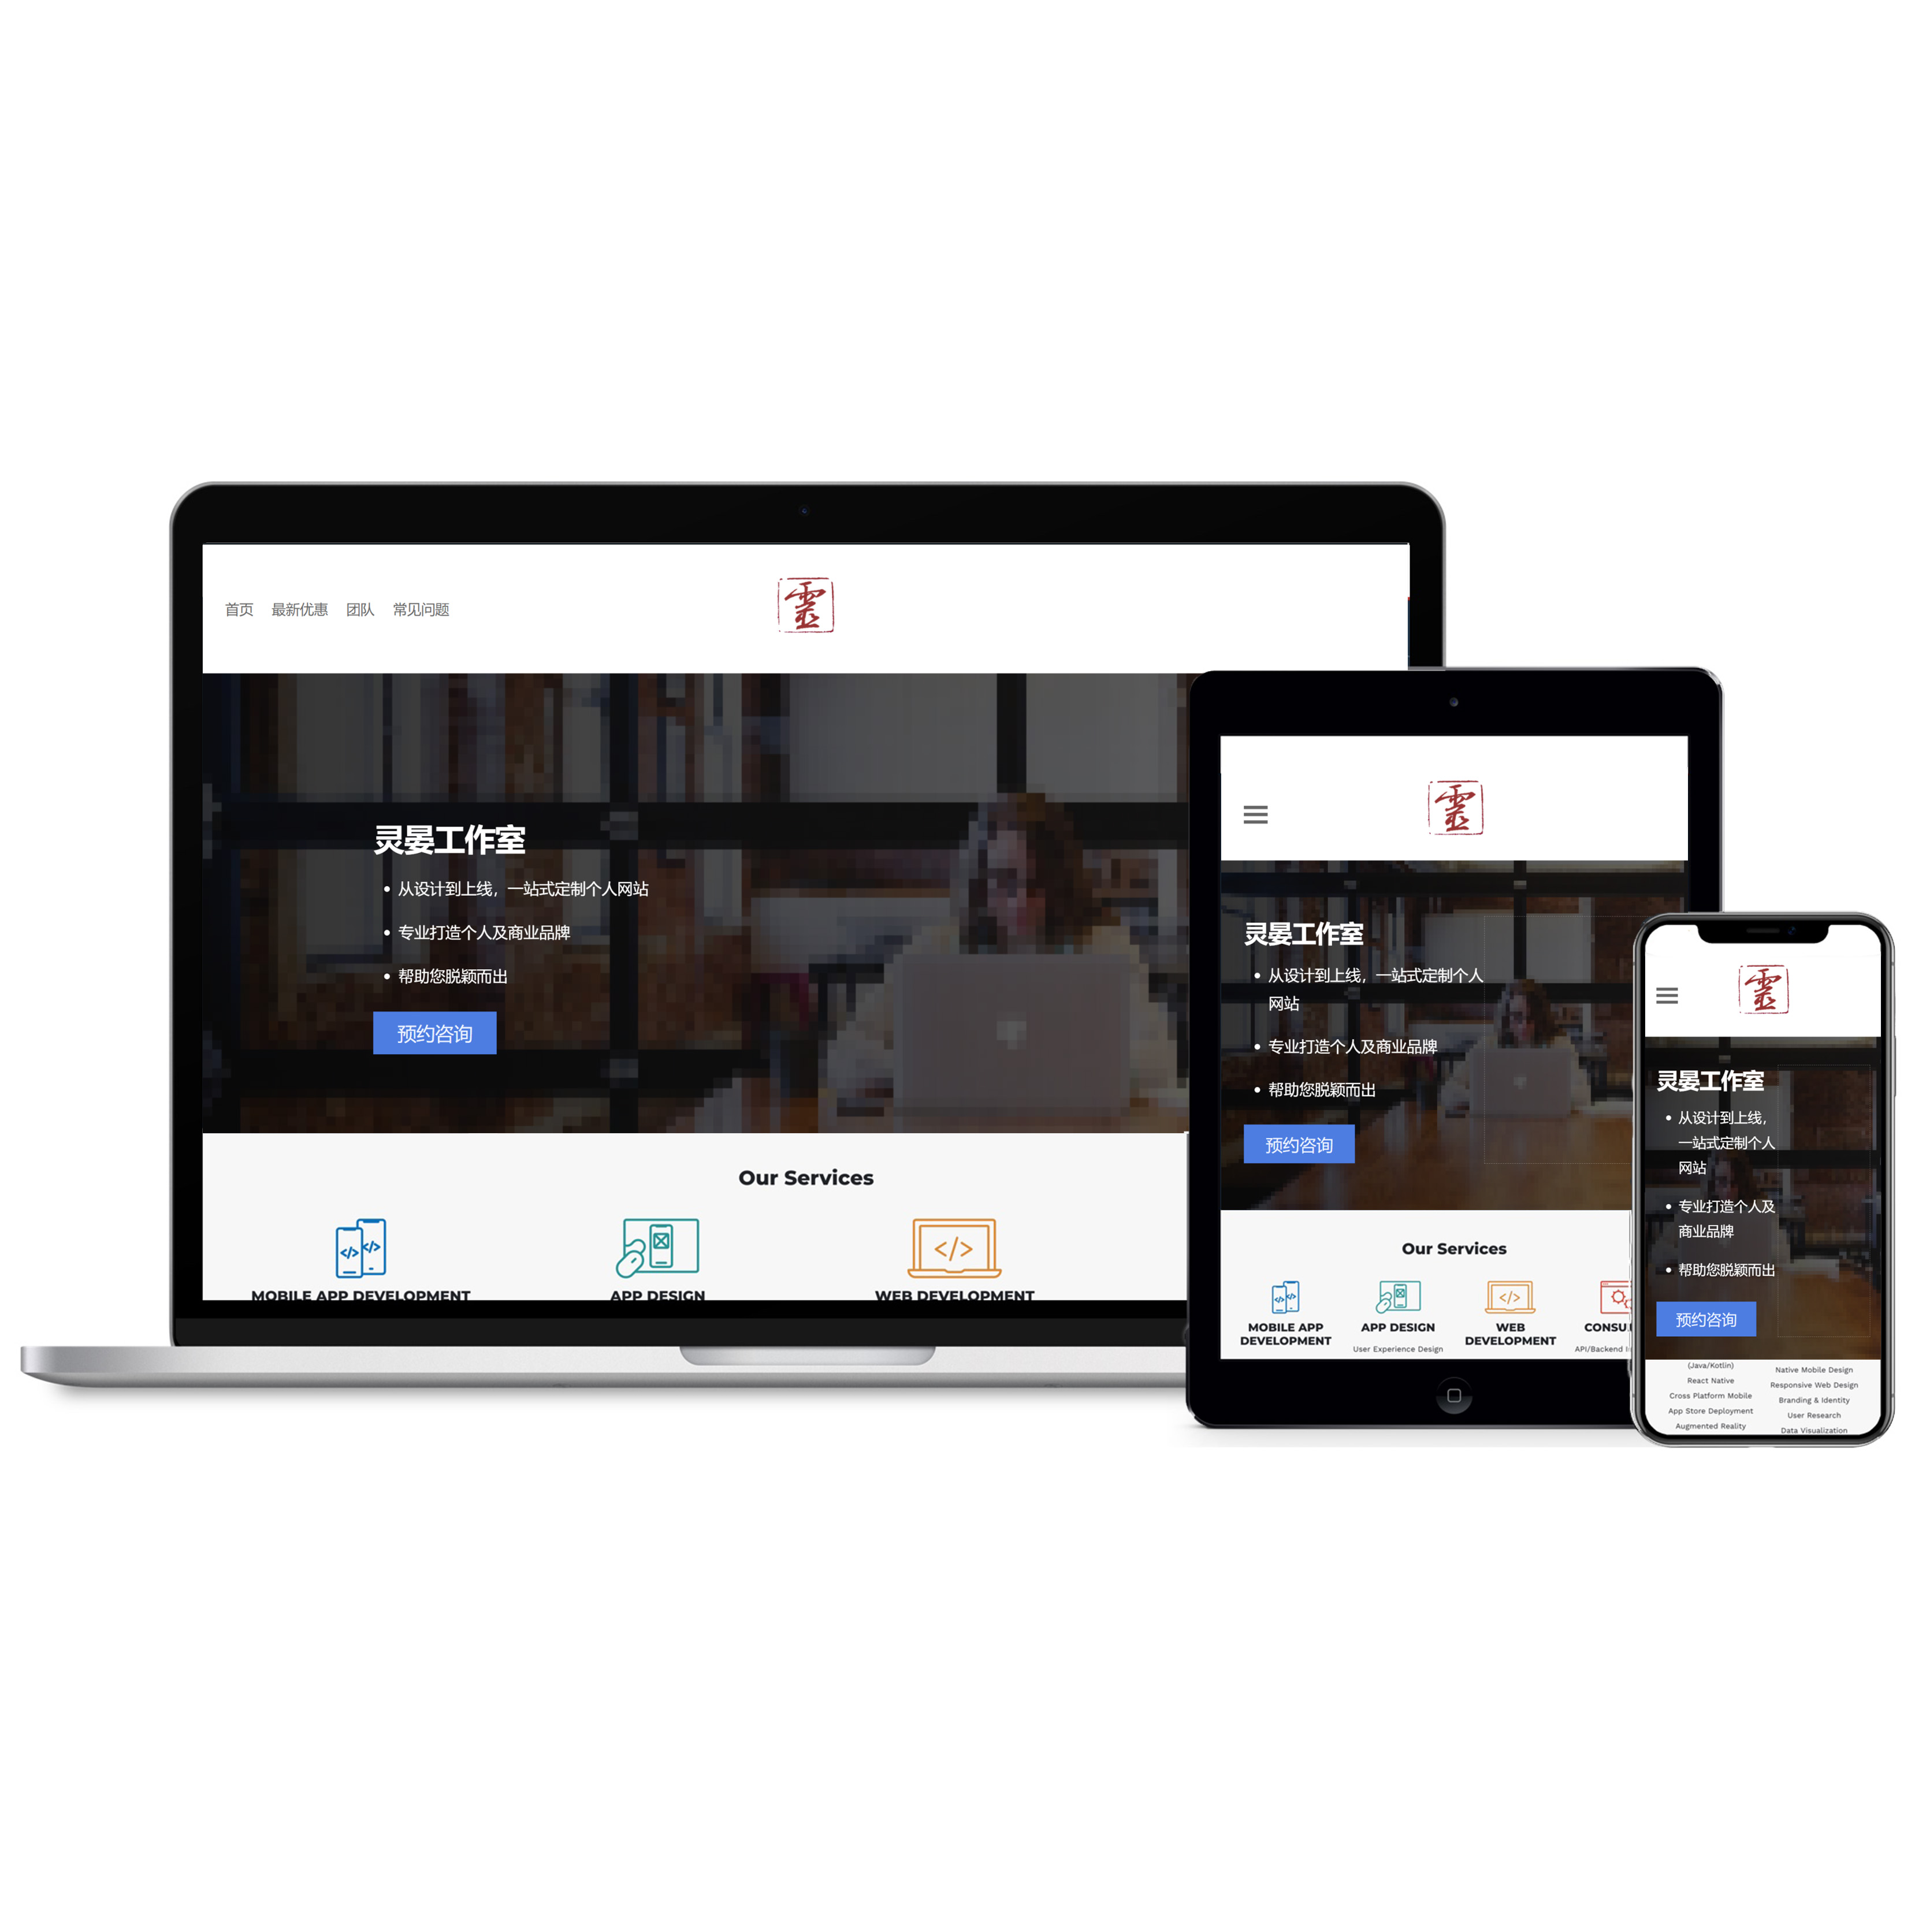 首页 最新优惠 团队 常见问题
靈
灵晏工作室
从设计到上线，一站式定制个人网站
专业打造个人及商业品牌
帮助您脱颖而出
预约咨询
Our Services
MOBILE APP DEVELOPMENT
APP DESIGN
WEB DEVELOPMENT
靈
灵晏工作室
从设计到上线，一站式定制个人
网站
专业打造个人及商业品牌
帮助您脱颖而出
预约咨询
Our Services
MOBILE APP
DEVELOPMENT
APP DESIGN
User Experience Design
WEB
DEVELOPMENT
API/Backend
靈
灵晏工作室
从设计到上线，
一站式定制个人
网站
专业打造个人及
商业品牌
帮助您脱颖而出
预约咨询
(Java/Kotlin)
React Native
Cross Platform Mobile
App Store Deployment
Augmented Reality
Native Mobile Design
Responsive Web Design
Branding & Identity
User Research
Data Visualization